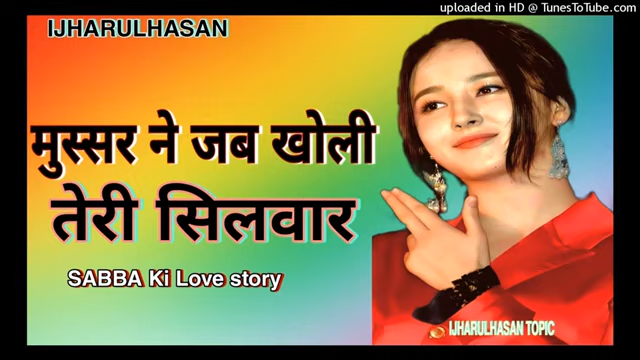 uploaded in HD @ TunesToTube.com
IJHARULHASAN
मुस्सर ने जब खोली
तेरी सिलवार
SABBA Ki Love story
IJHARULHASAN TOPIC